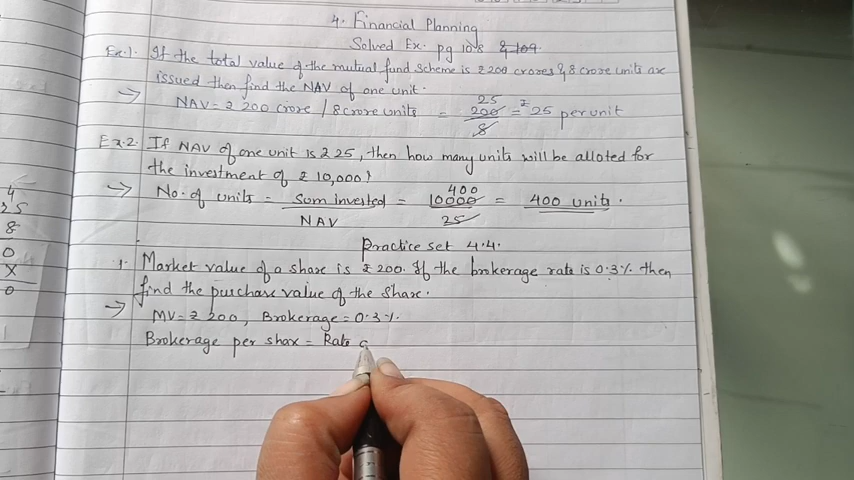 4. Financial Planning
Solved Ex. pg 108 & 109
Ex.1. If the total value of the mutual fund scheme is ₹200 crores & 8 crore units are
issued then find the NAV of one unit.
→ NAV = ₹ 200 crore / 8 crore units = 25 200/8 = ₹25 per unit
Ex.2. If NAV of one unit is ₹25, then how many units will be alloted for
the investment of ₹ 10,000?
→ No. of units = Sum invested/NAV = 400 10000/25 = 400 units.
Practice set 4.4.
1. Market value of a share is ₹200. If the brokerage rate is 0.3% then
find the purchase value of the share.
→ MV = ₹ 200, Brokerage = 0.3%.
Brokerage per share = Rate
4
25
8
0
X
0